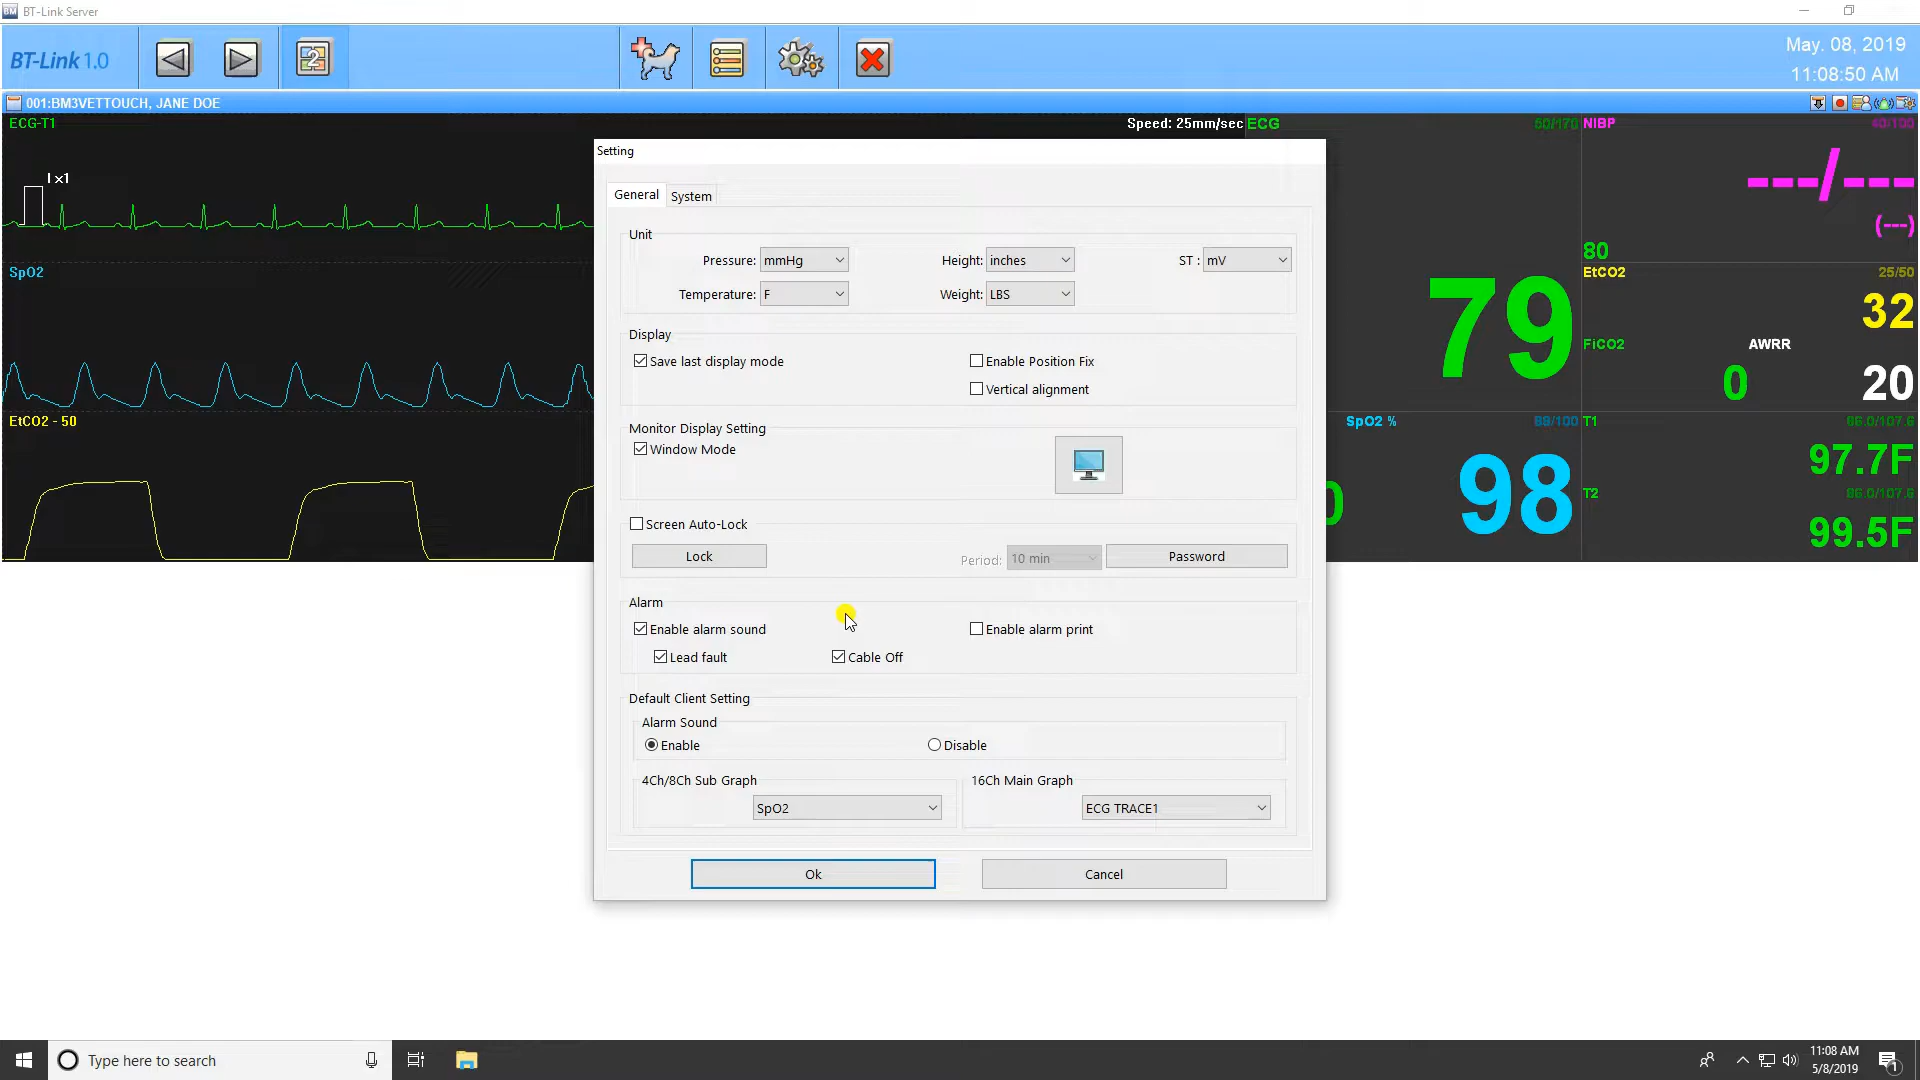 BM BT-Link Server
BT-Link 1.0
2
May. 08, 2019
11:08:50 AM
001:BM3VETTOUCH, JANE DOE
ECG-T1
Speed: 25mm/sec
ECG
50/170
NIBP
I x1
(---)
80
SpO2
EtCO2
25/50
32
79
FiCO2
AWRR
0
20
EtCO2 - 50
SpO2 %
T1
98
97.7F
T2
99.5F
Setting
General
System
Unit
Pressure: mmHg
Height: inches
ST : mV
Temperature: F
Weight: LBS
Display
Save last display mode
Enable Position Fix
Vertical alignment
Monitor Display Setting
Window Mode
Screen Auto-Lock
Lock
Period: 10 min
Password
Alarm
Enable alarm sound
Enable alarm print
Lead fault
Cable Off
Default Client Setting
Alarm Sound
Enable
Disable
4Ch/8Ch Sub Graph
16Ch Main Graph
SpO2
ECG TRACE1
Ok
Cancel
Type here to search
11:08 AM
5/8/2019
1